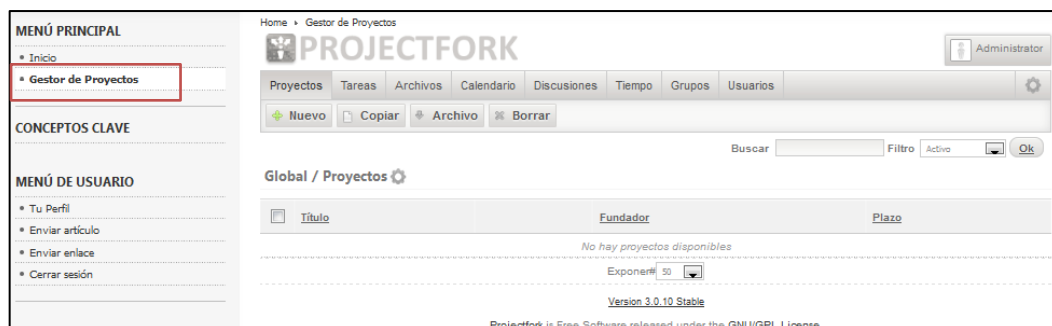 MENÚ PRINCIPAL
Inicio
Gestor de Proyectos
CONCEPTOS CLAVE
MENÚ DE USUARIO
Tu Perfil
Enviar artículo
Enviar enlace
Cerrar sesión
Home Gestor de Proyectos
PROJECTFORK
Administrator
Proyectos Tareas Archivos Calendario Discusiones Tiempo Grupos Usuarios
Nuevo Copiar Archivo Borrar
Buscar Filtro Activo Ok
Global / Proyectos
Título Fundador Plazo
No hay proyectos disponibles
Exponer# 50
Version 3.0.10 Stable
Projectfork is Free Software released under the GNU/GPL License